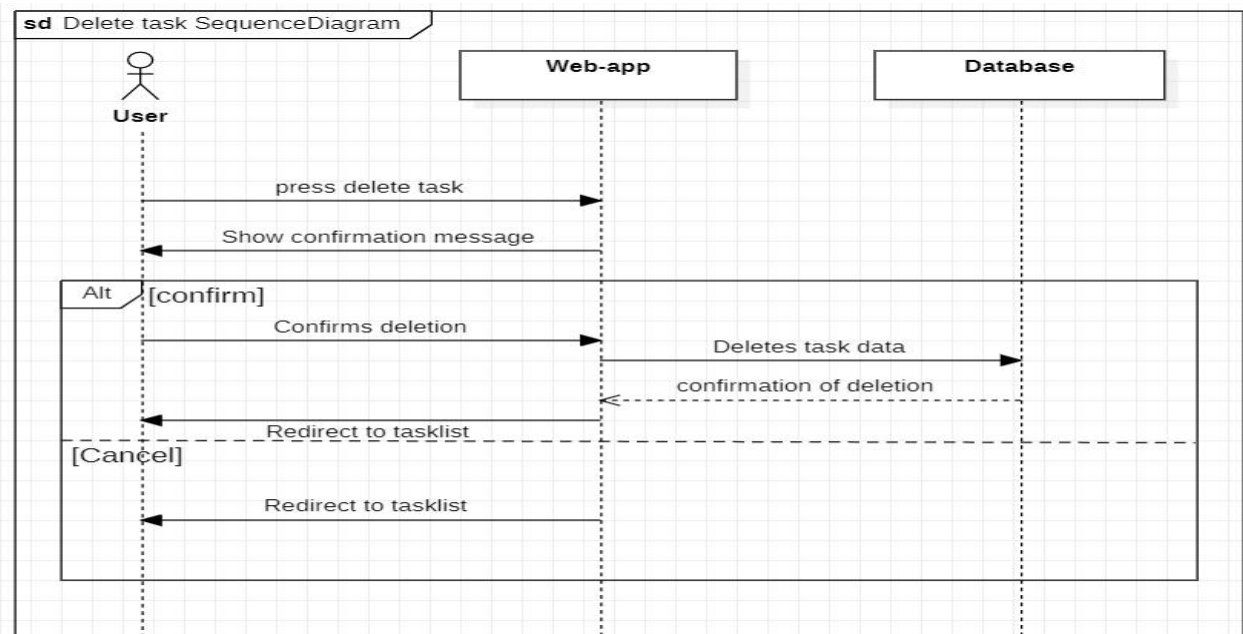 sd Delete task SequenceDiagram
Web-app
Database
User
press delete task
Show confirmation message
Alt
[confirm]
Confirms deletion
Deletes task data
confirmation of deletion
Redirect to tasklist
[Cancel]
Redirect to tasklist